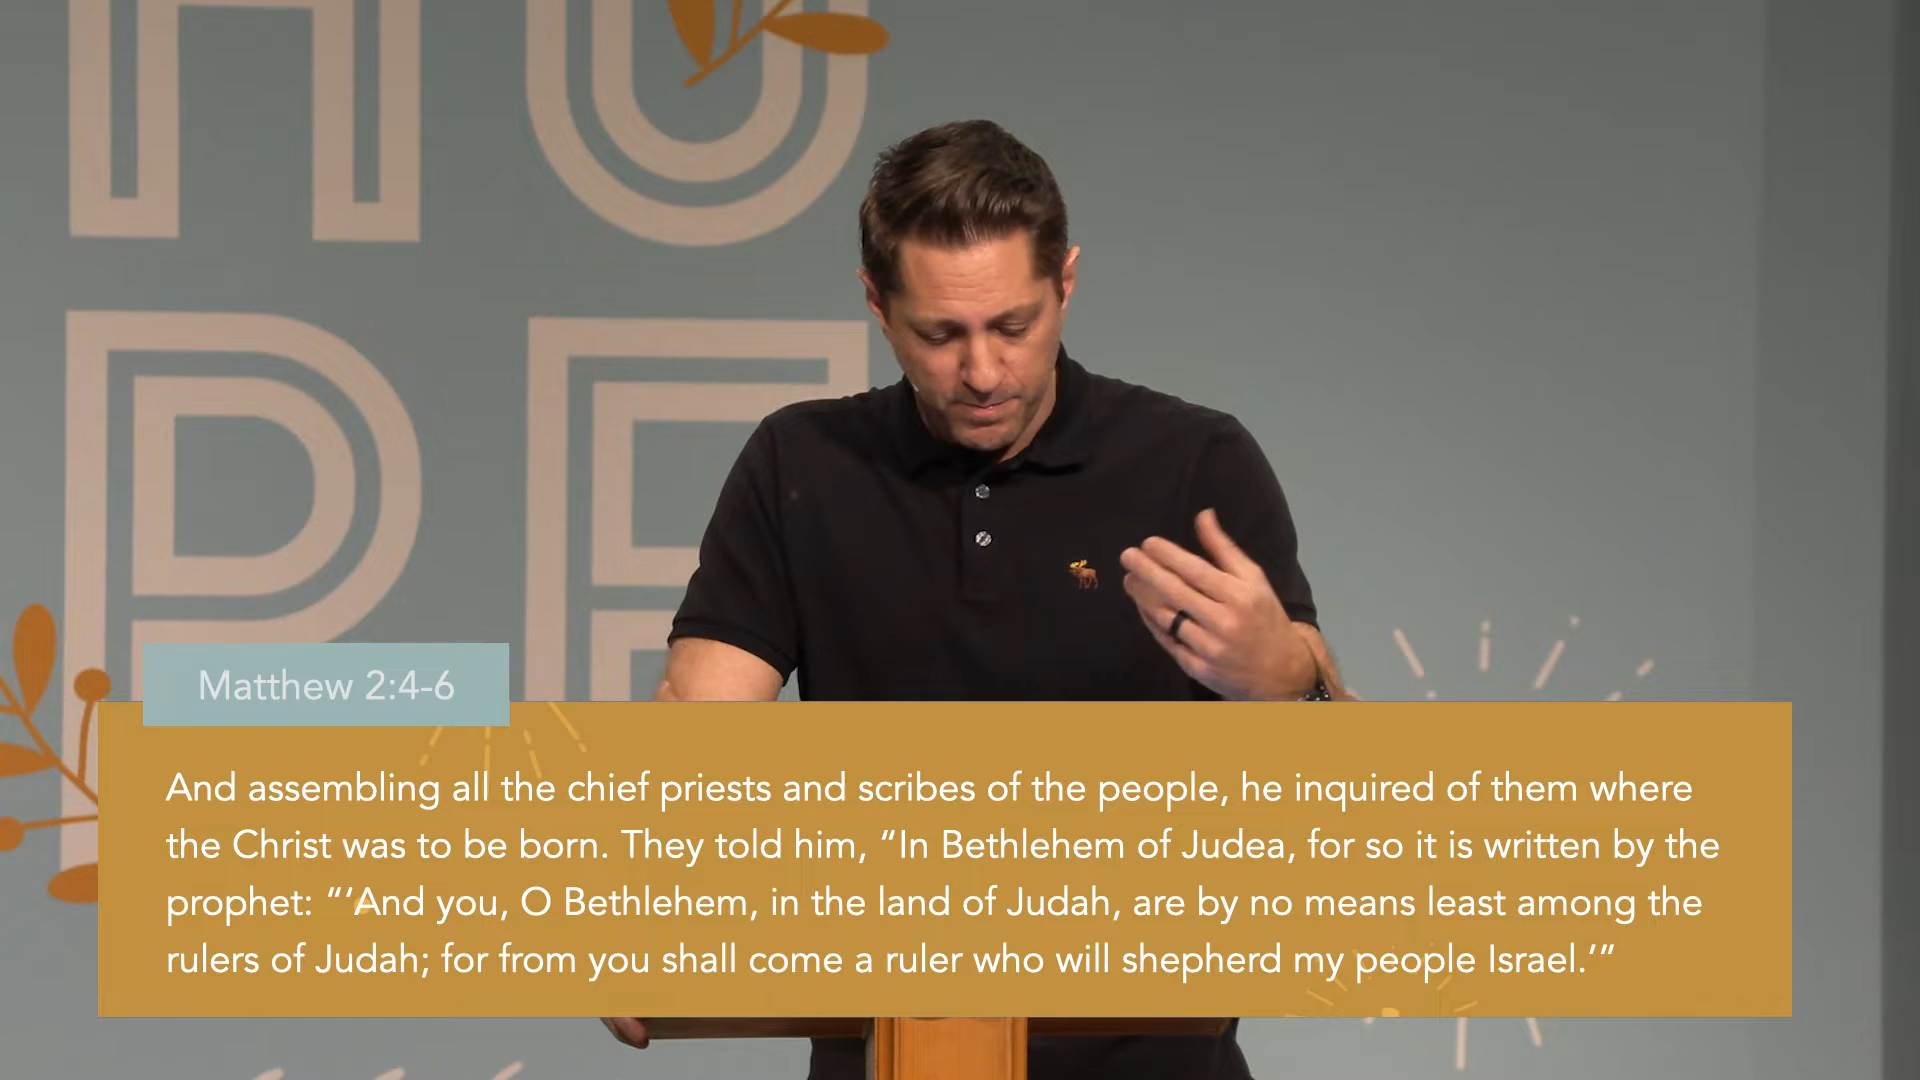 HO
PE
Matthew 2:4-6
And assembling all the chief priests and scribes of the people, he inquired of them where
the Christ was to be born. They told him, “In Bethlehem of Judea, for so it is written by the
prophet: “‘And you, O Bethlehem, in the land of Judah, are by no means least among the
rulers of Judah; for from you shall come a ruler who will shepherd my people Israel.’”